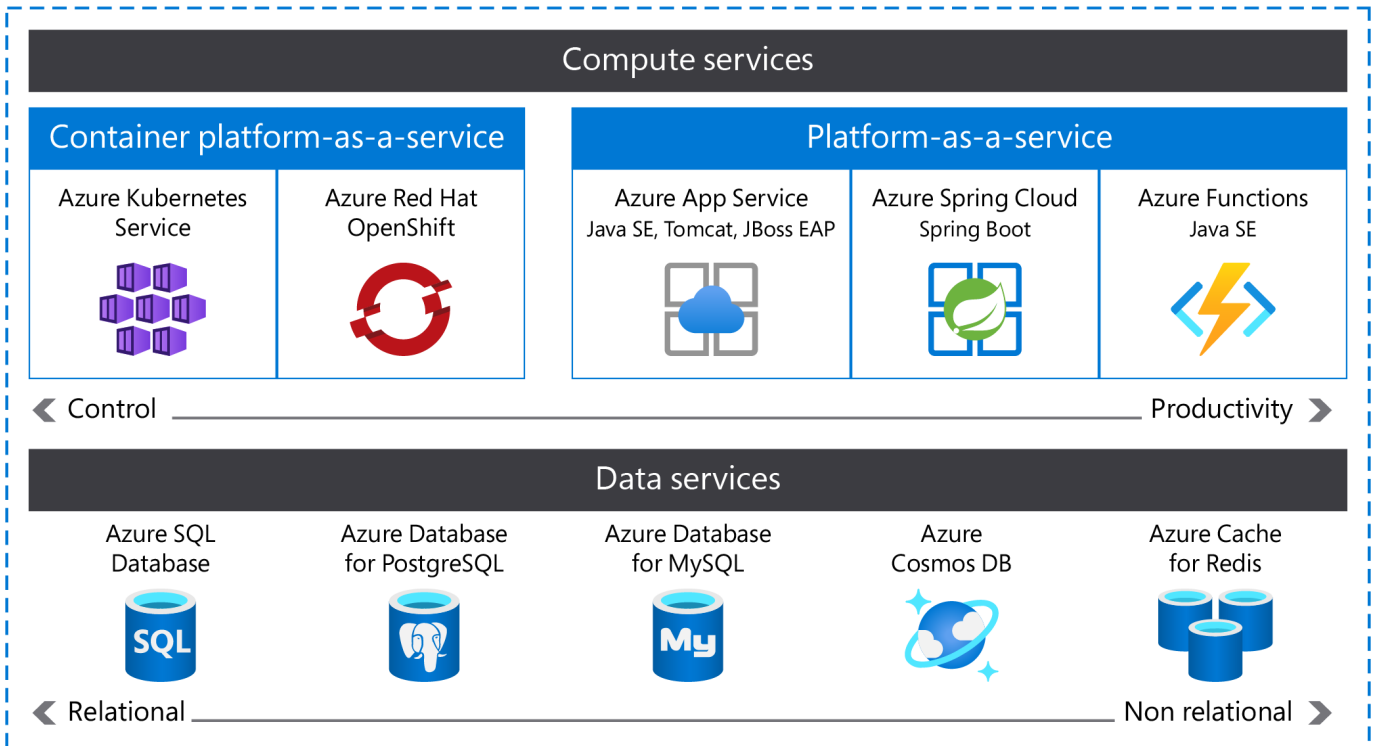 Compute services
Container platform-as-a-service
Platform-as-a-service
Azure Kubernetes
Service
Azure Red Hat
OpenShift
Azure App Service
Java SE, Tomcat, JBoss EAP
Azure Spring Cloud
Spring Boot
Azure Functions
Java SE
Control
Productivity
Data services
Azure SQL
Database
SQL
Azure Database
for PostgreSQL
Azure Database
for MySQL
My
Azure
Cosmos DB
Azure Cache
for Redis
Relational
Non relational